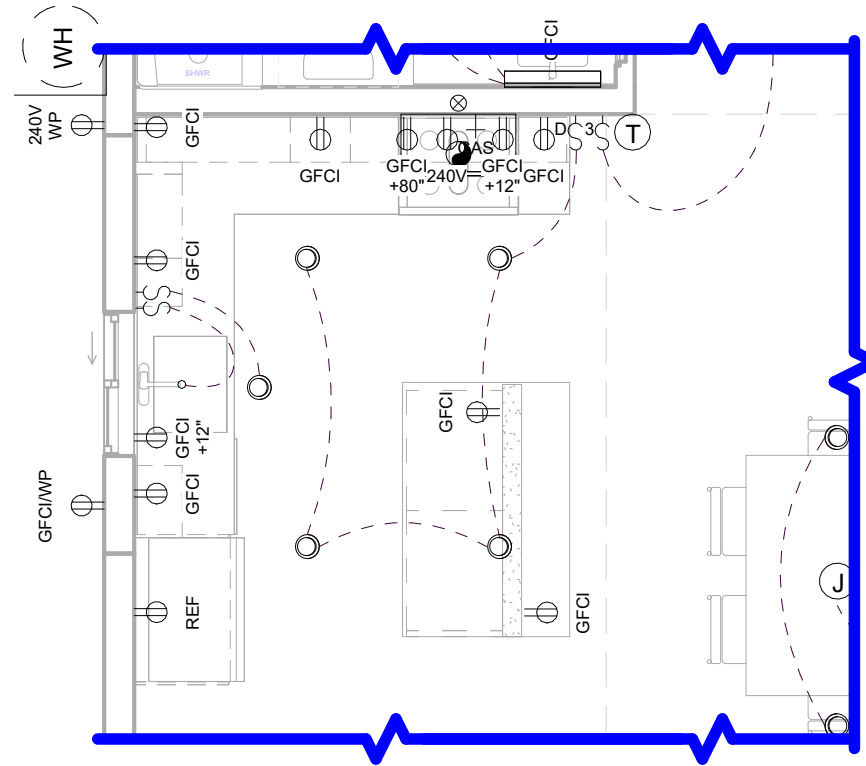 WH
GFCI
SHWR
240V
WP
GFCI
GFCI
GFCI
+80"
GAS
240V
GFCI
+12"
GFCI
D
3
T
GFCI
GFCI
+12"
GFCI
GFCI
GFCI/WP
REF
GFCI
J